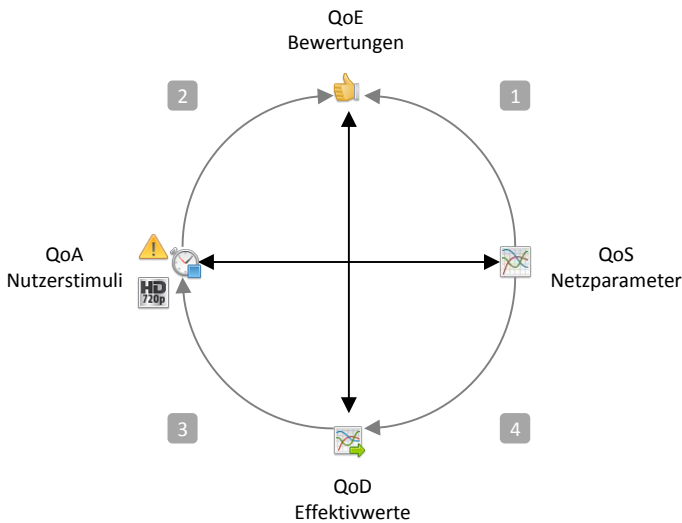 QoE
Bewertungen
2
1
QoA
Nutzerstimuli
HD
720p
QoS
Netzparameter
3
4
QoD
Effektivwerte